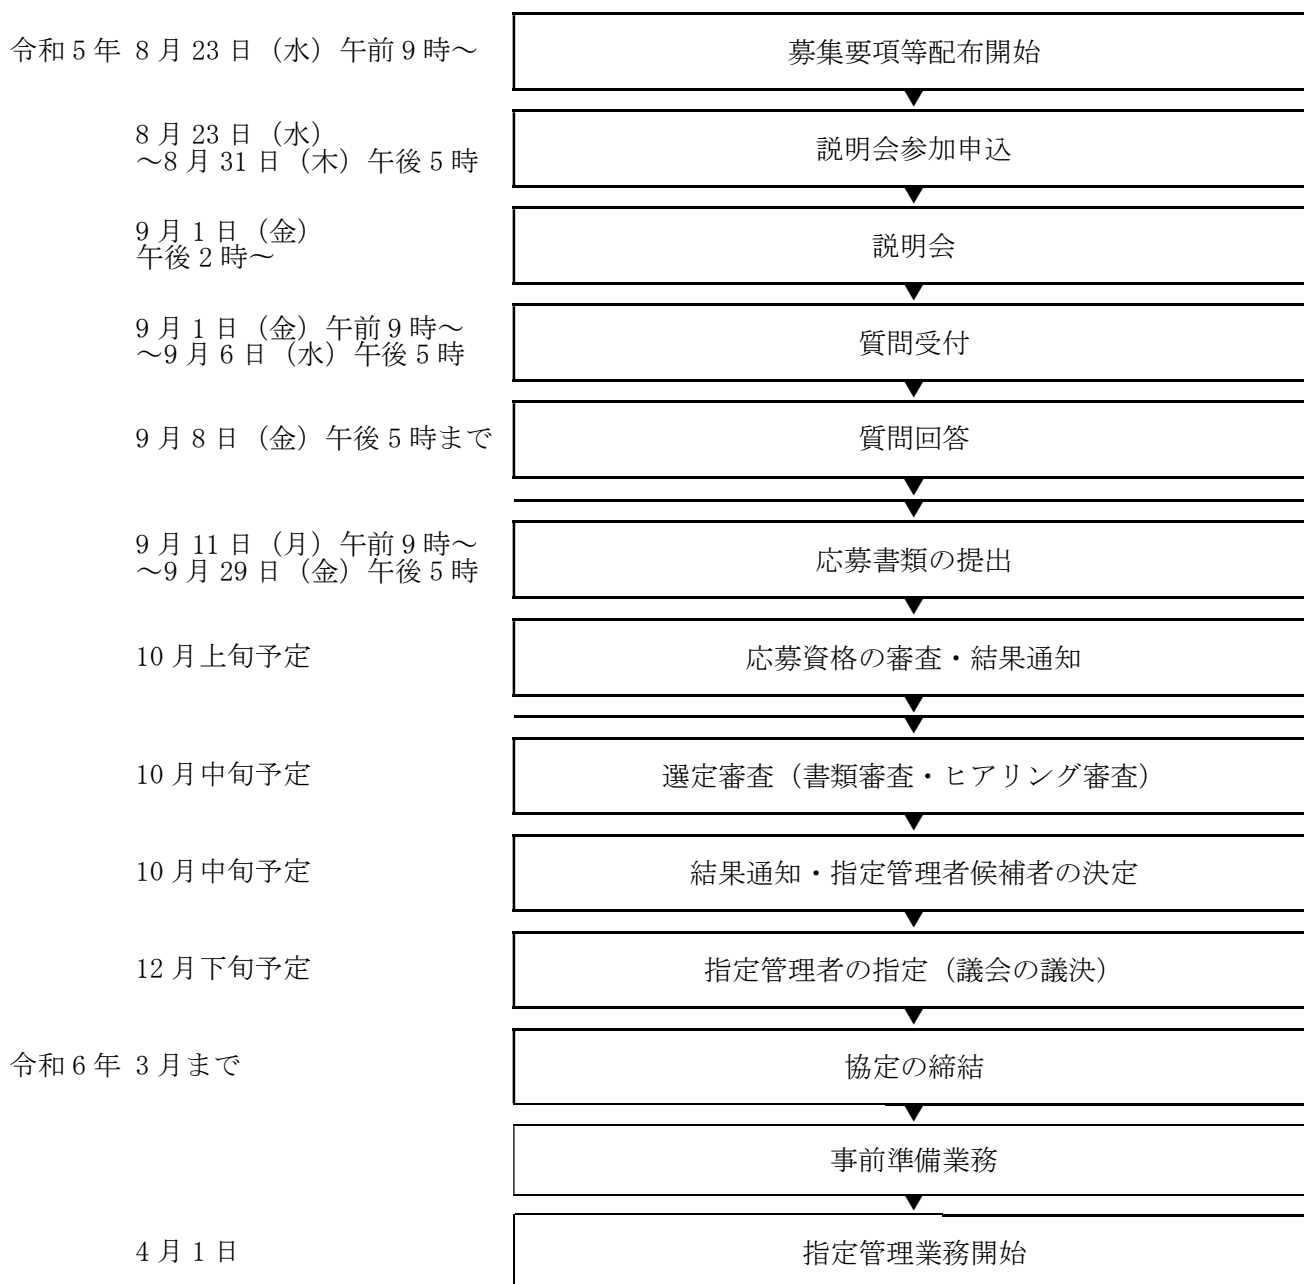 令和5年 8月23日（水）午前9時～
募集要項等配布開始
8月23日（水）
～8月31日（木）午後5時
説明会参加申込
9月1日（金）
午後2時～
説明会
9月1日（金）午前9時～
～9月6日（水）午後5時
質問受付
9月8日（金）午後5時まで
質問回答
9月11日（月）午前9時～
～9月29日（金）午後5時
応募書類の提出
10月上旬予定
応募資格の審査・結果通知
10月中旬予定
選定審査（書類審査・ヒアリング審査）
10月中旬予定
結果通知・指定管理者候補者の決定
12月下旬予定
指定管理者の指定（議会の議決）
令和6年 3月まで
協定の締結
事前準備業務
4月1日
指定管理業務開始